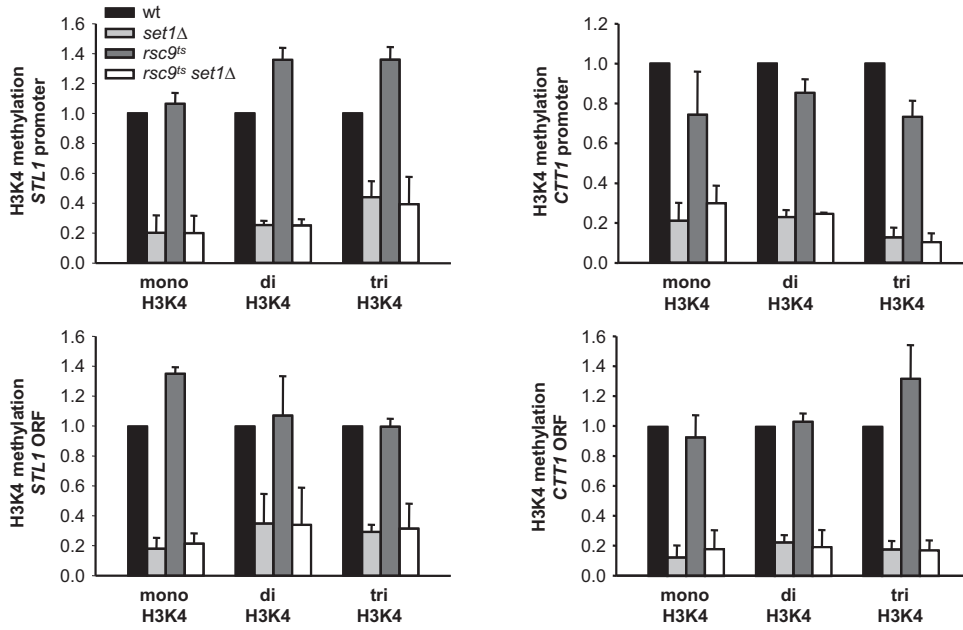 wt
set1Δ
rsc9ts
rsc9ts set1Δ
H3K4 methylation
STL1 promoter
1.6
1.4
1.2
1.0
0.8
0.6
0.4
0.2
0.0
mono
H3K4
di
H3K4
tri
H3K4
H3K4 methylation
CTT1 promoter
1.2
1.0
0.8
0.6
0.4
0.2
0.0
mono
H3K4
di
H3K4
tri
H3K4
H3K4 methylation
STL1 ORF
1.6
1.4
1.2
1.0
0.8
0.6
0.4
0.2
0.0
mono
H3K4
di
H3K4
tri
H3K4
H3K4 methylation
CTT1 ORF
1.6
1.4
1.2
1.0
0.8
0.6
0.4
0.2
0.0
mono
H3K4
di
H3K4
tri
H3K4